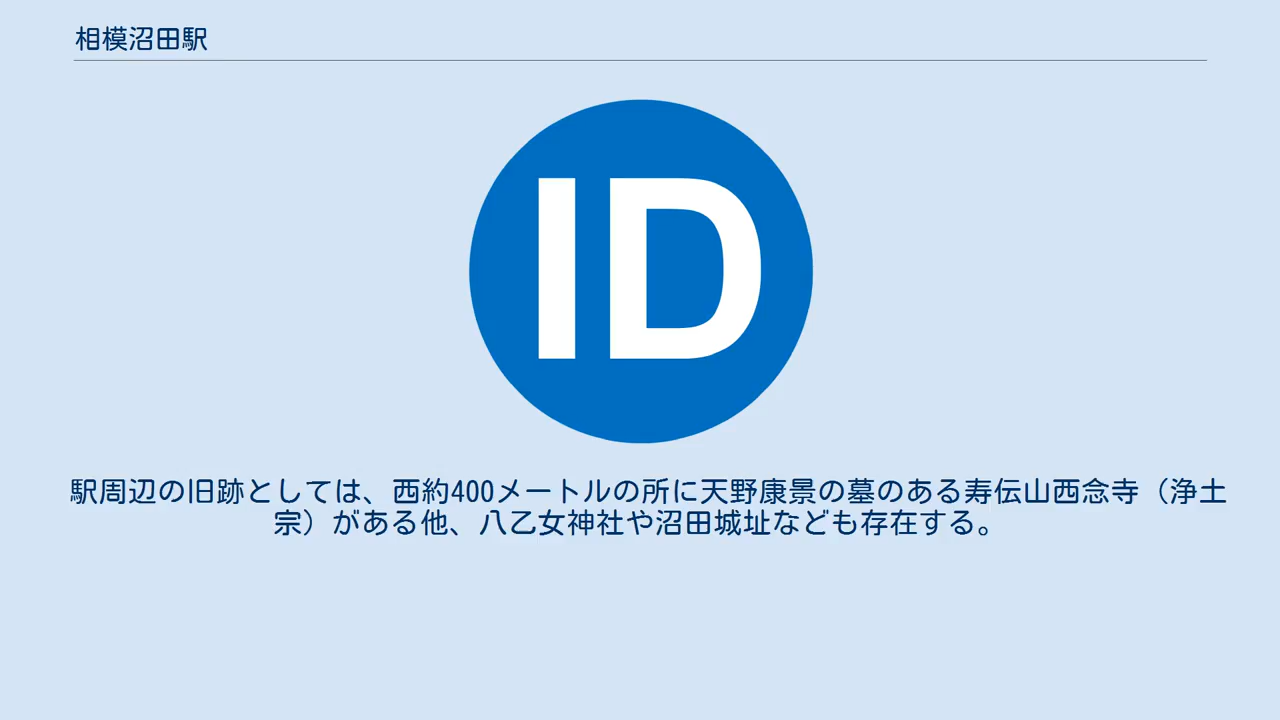 相模沼田駅
ID
駅周辺の旧跡としては、西約400メートルの所に天野康景の墓のある寿伝山西念寺（浄土
宗）がある他、八乙女神社や沼田城址なども存在する。